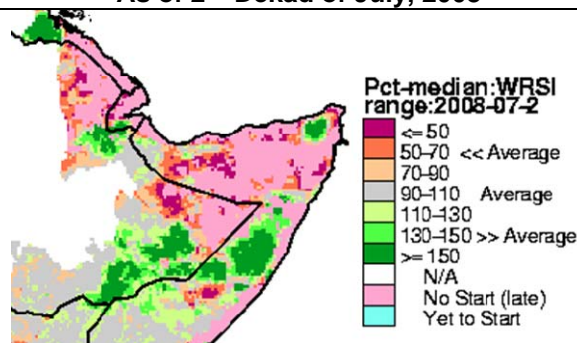 Pct-median:WRSI
range:2008-07-2
<= 50
50-70 << Average
70-90
90-110 Average
110-130
130-150 >> Average
>= 150
N/A
No Start (late)
Yet to Start